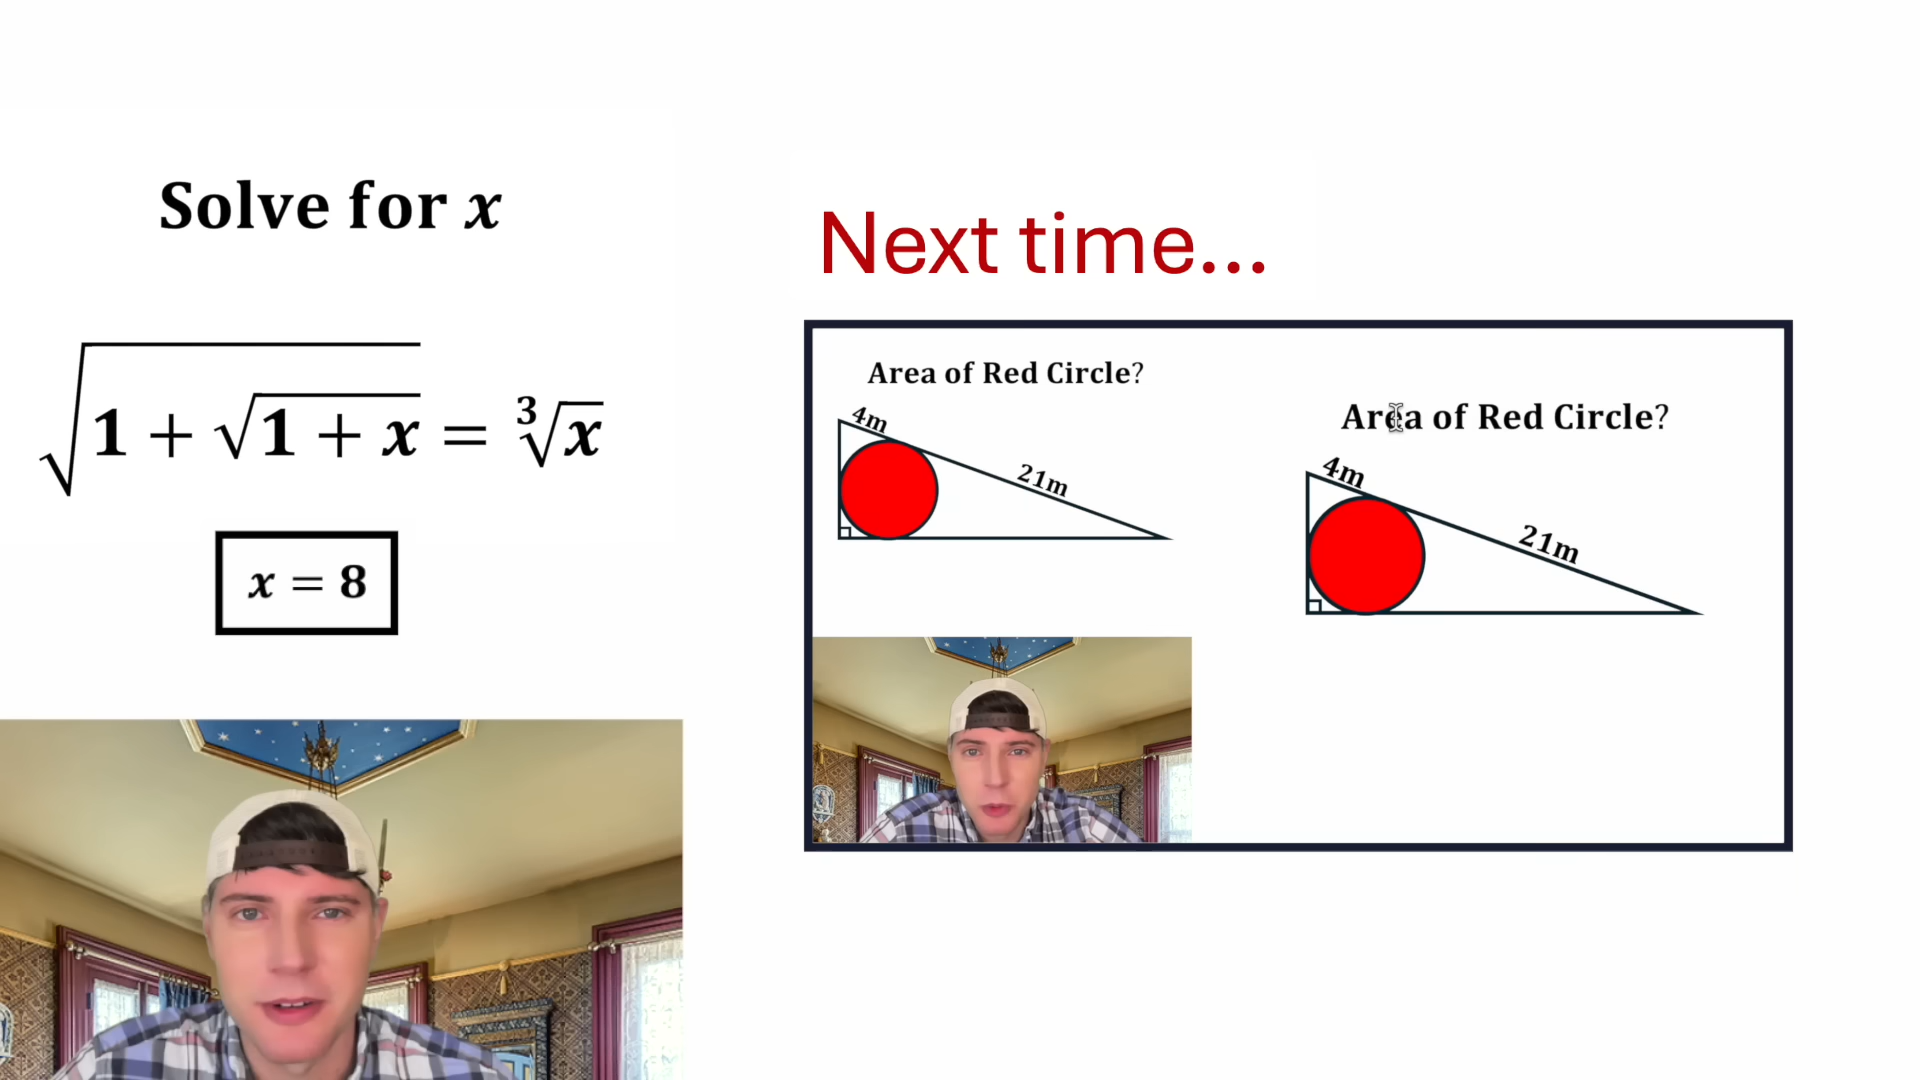 Solve for x
√1 + √1 + x = ³√x
x = 8
Next time...
Area of Red Circle?
4m
21m
Area of Red Circle?
4m
21m